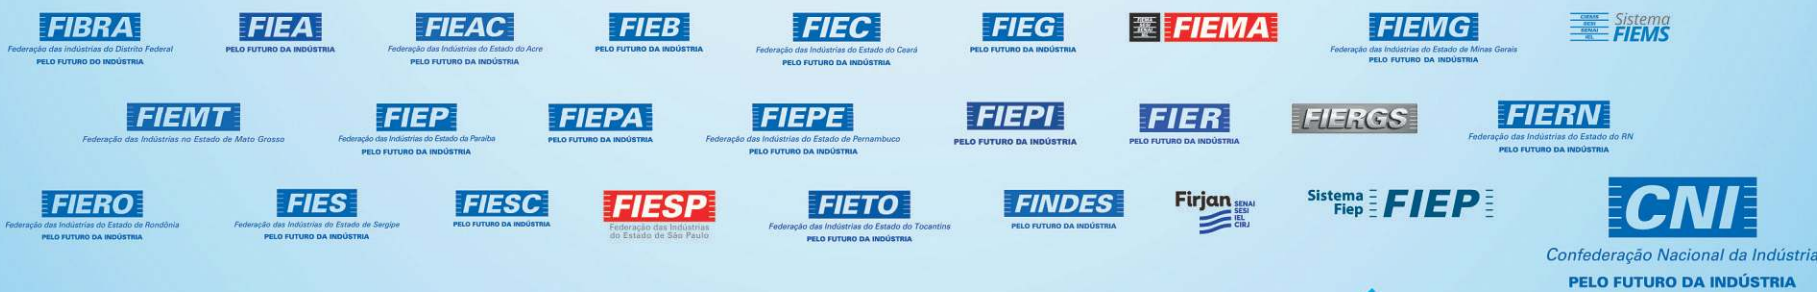 FIBRA
Federação das indústrias do Distrito Federal
PELO FUTURO DO INDÚSTRIA
FIEA
PELO FUTURO DA INDÚSTRIA
FIEAC
Federação das Indústrias do Estado do Acre
PELO FUTURO DA INDÚSTRIA
FIEB
PELO FUTURO DA INDÚSTRIA
FIEC
Federação das Indústrias do Estado do Ceará
PELO FUTURO DA INDÚSTRIA
FIEG
PELO FUTURO DA INDÚSTRIA
FIEMA
SESI
SENAI
IEL
FIEMA
FIEMG
Federação das Indústrias do Estado de Minas Gerais
PELO FUTURO DA INDÚSTRIA
SESI
SENAI
IEL
Sistema
FIEMS
FIEMT
Federação das Indústrias no Estado de Mato Grosso
FIEP
Federação das Indústrias do Estado da Paraíba
PELO FUTURO DA INDÚSTRIA
FIEPA
PELO FUTURO DA INDÚSTRIA
FIEPE
Federação das Indústrias do Estado de Pernambuco
PELO FUTURO DA INDÚSTRIA
FIEPI
PELO FUTURO DA INDÚSTRIA
FIER
PELO FUTURO DA INDÚSTRIA
FIERGS
FIERN
Federação das Indústrias do Estado do RN
PELO FUTURO DA INDÚSTRIA
FIERO
Federação das Indústrias do Estado de Rondônia
PELO FUTURO DA INDÚSTRIA
FIES
Federação das Indústrias do Estado de Sergipe
PELO FUTURO DA INDÚSTRIA
FIESC
PELO FUTURO DA INDÚSTRIA
FIESP
Federação das Indústrias
do Estado de São Paulo
FIETO
Federação das Indústrias do Estado do Tocantins
PELO FUTURO DA INDÚSTRIA
FINDES
PELO FUTURO DA INDÚSTRIA
Firjan
SENAI
SESI
IEL
CIRJ
Sistema
Fiep
FIEP
CNI
Confederação Nacional da Indústria
PELO FUTURO DA INDÚSTRIA